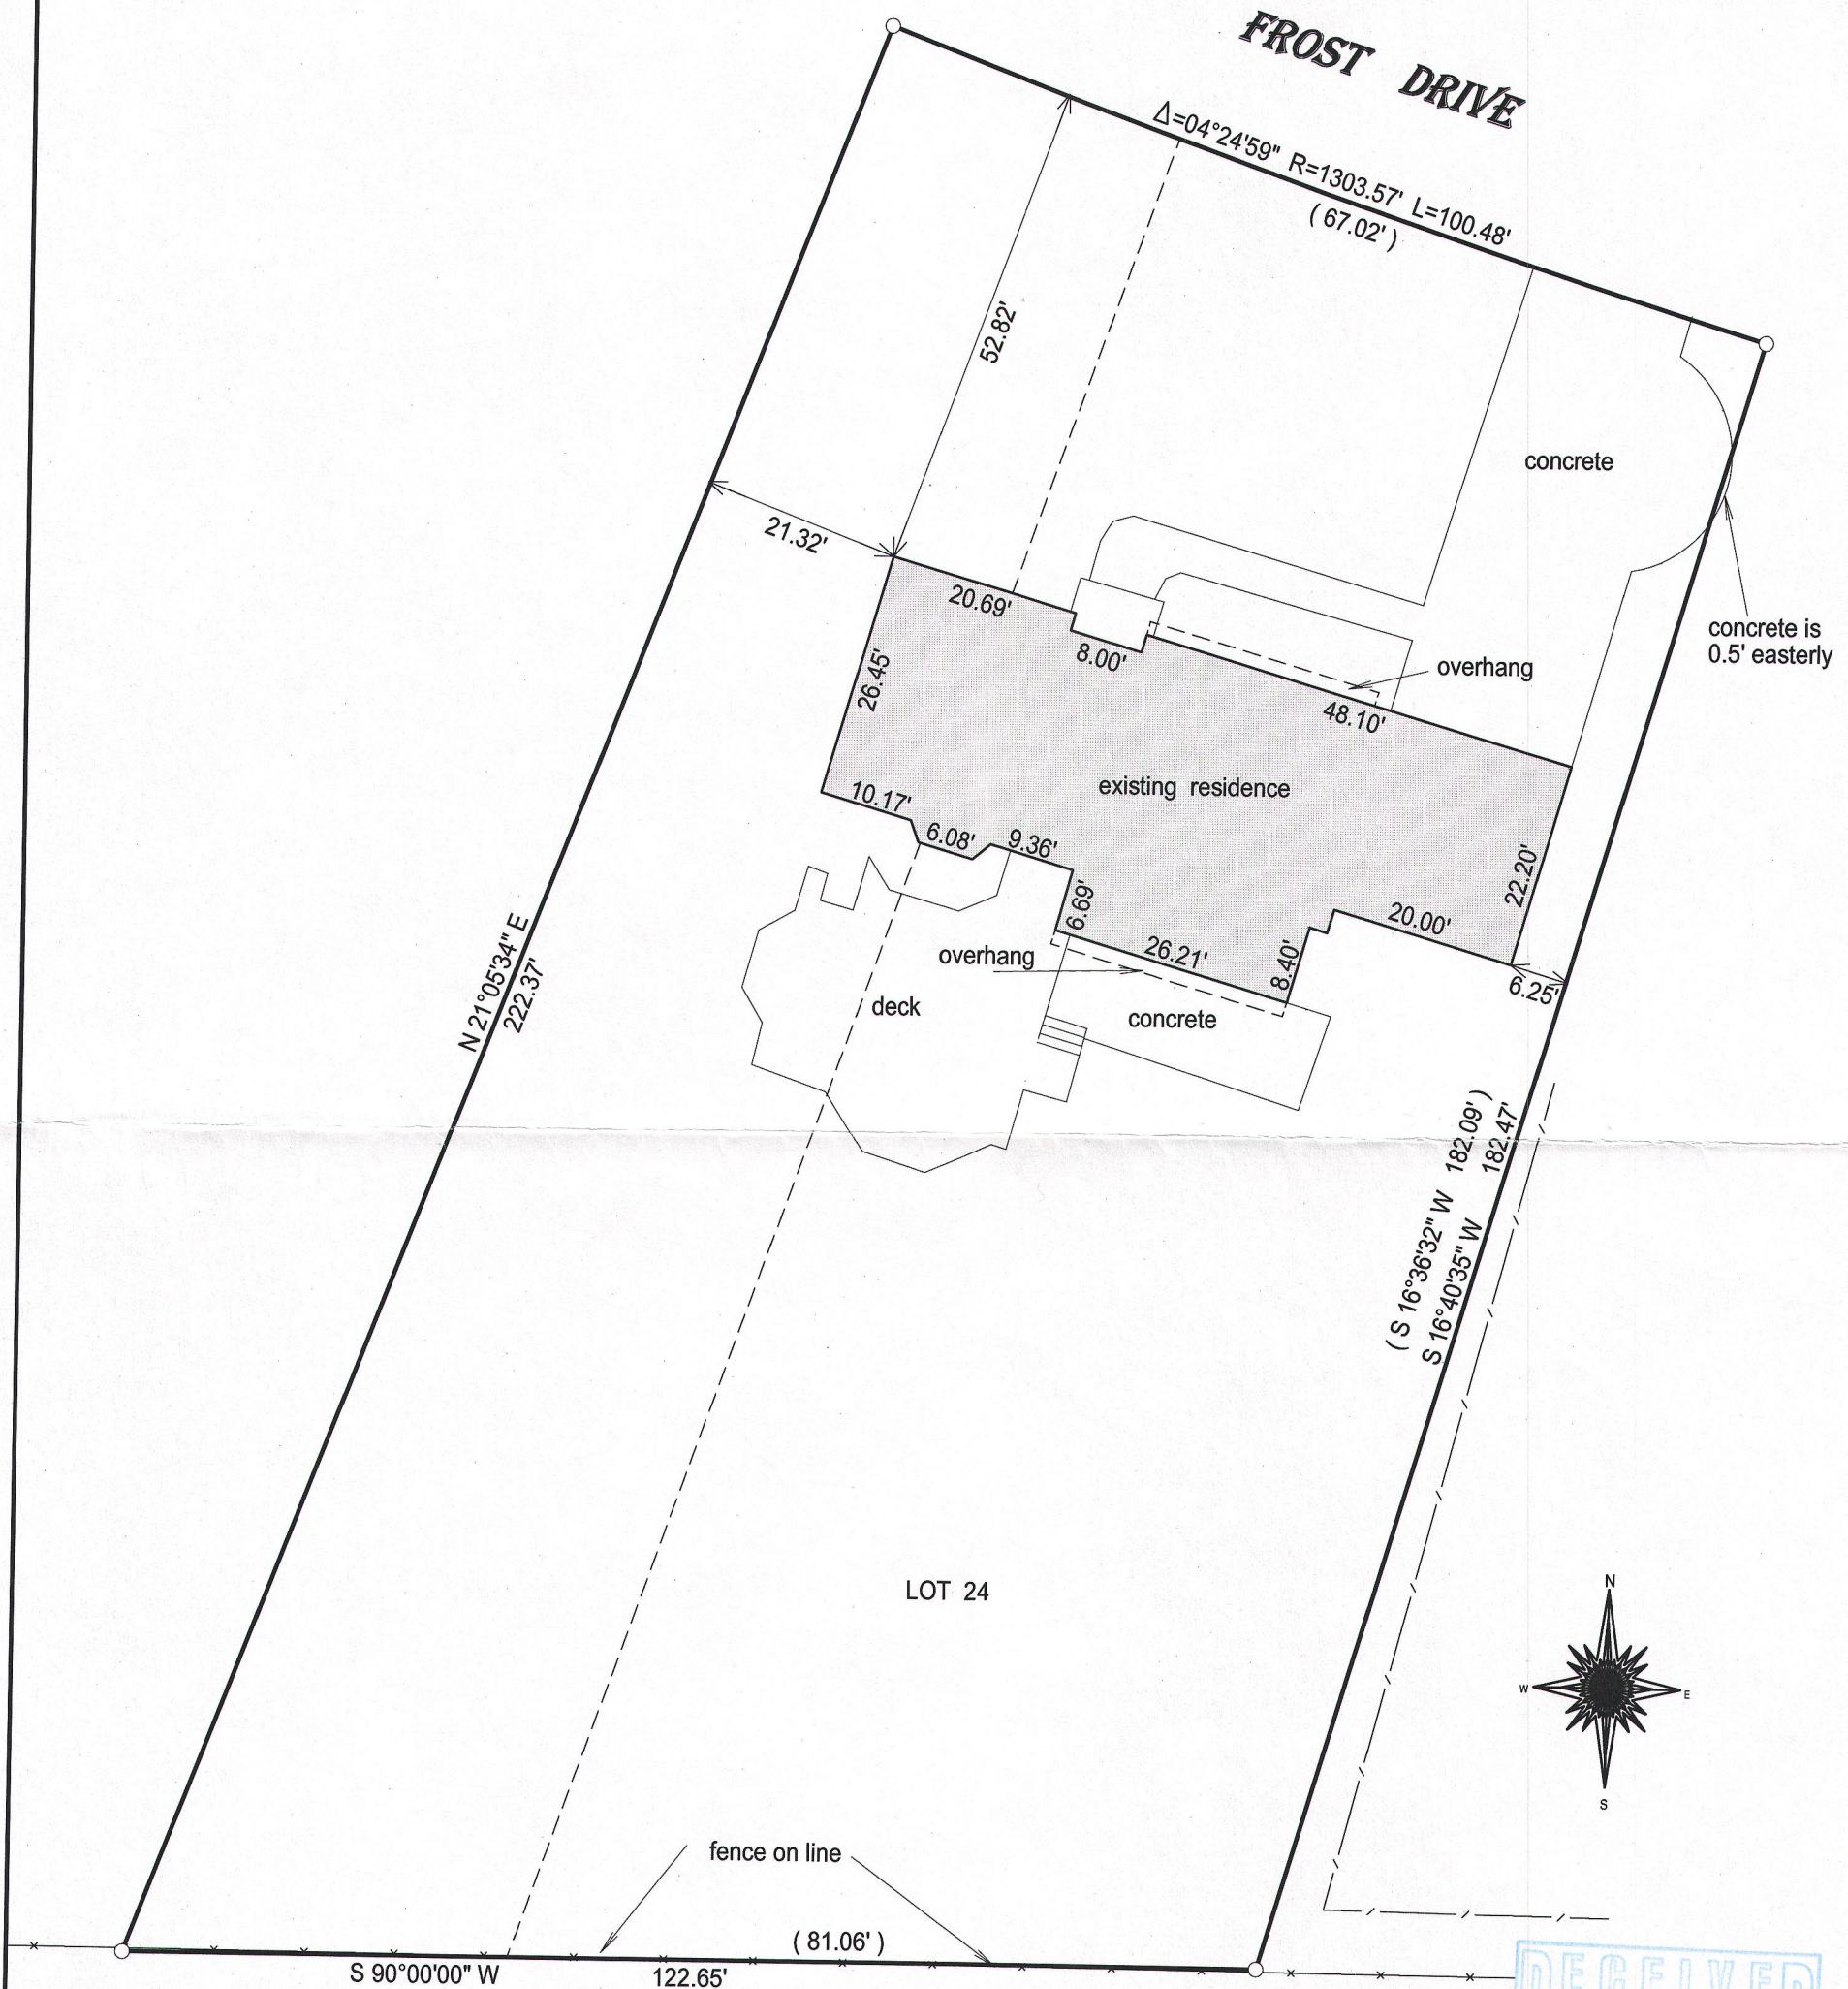 FROST DRIVE
Δ=04°24'59" R=1303.57' L=100.48'
( 67.02' )
52.82'
concrete
21.32'
concrete is
0.5' easterly
20.69'
8.00'
overhang
26.45'
48.10'
existing residence
10.17'
6.08'
9.36'
22.20'
6.69'
20.00'
N 21°05'34" E
222.37'
overhang
26.21'
8.40'
6.25'
deck
concrete
( S 16°36'32" W 182.09' )
S 16°40'35" W 182.47'
LOT 24
N
W
E
S
fence on line
( 81.06' )
S 90°00'00" W 122.65'
RECEIVED